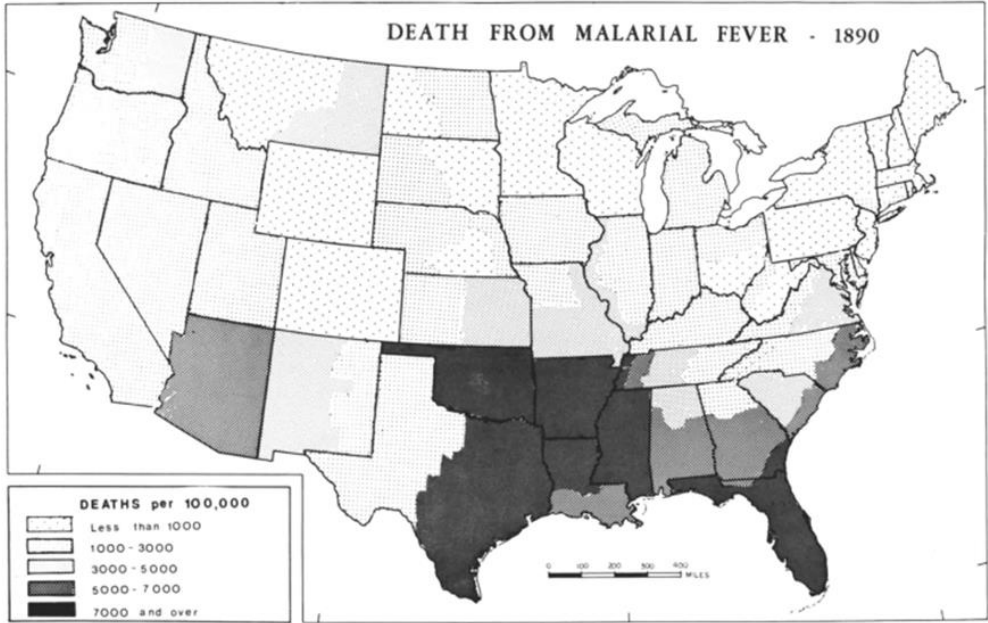 DEATH FROM MALARIAL FEVER - 1890
DEATHS per 100,000
Less than 1000
1000 - 3000
3000 - 5000
5000 - 7000
7000 and over
0 100 200 300 400 MILES